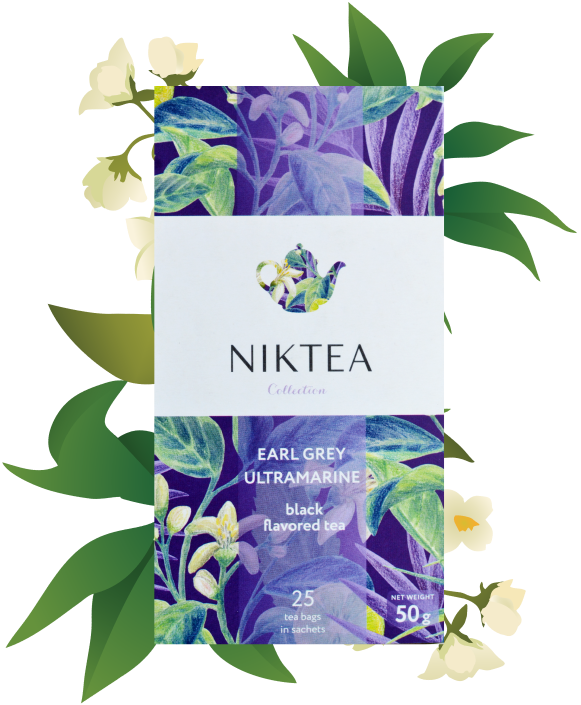 NIKTEA
Collection
EARL GREY
ULTRAMARINE
black
flavored tea
25
tea bags
in sachets
NET WEIGHT
50 g